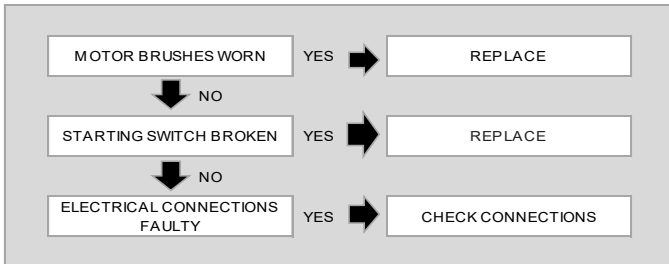 MOTOR BRUSHES WORN YES REPLACE
NO
STARTING SWITCH BROKEN YES REPLACE
NO
ELECTRICAL CONNECTIONS
FAULTY YES CHECK CONNECTIONS